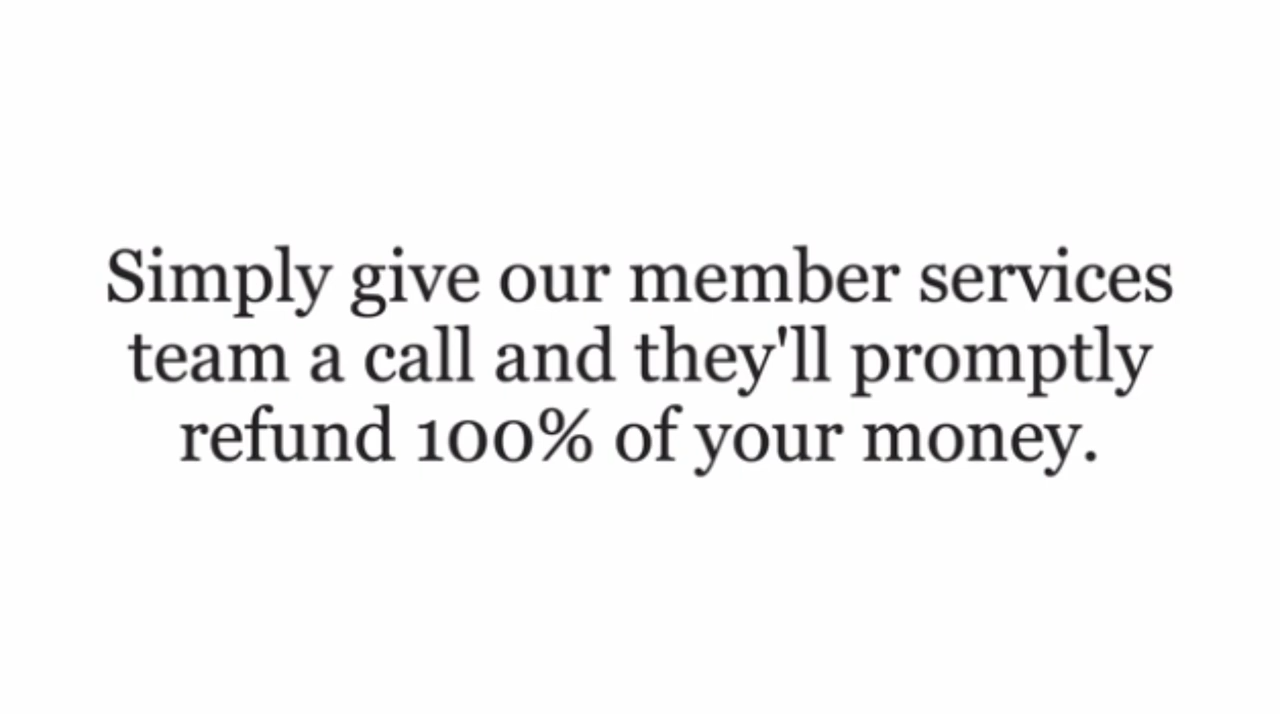 Simply give our member services
team a call and they'll promptly
refund 100% of your money.